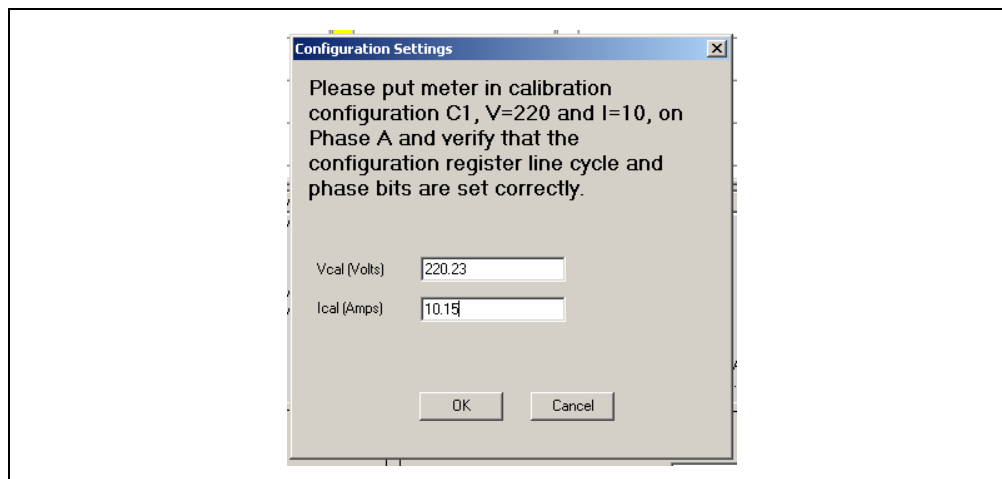 Configuration Settings
Please put meter in calibration
configuration C1, V=220 and I=10, on
Phase A and verify that the
configuration register line cycle and
phase bits are set correctly.
Vcal (Volts) 220.23
Ical (Amps) 10.15
OK Cancel